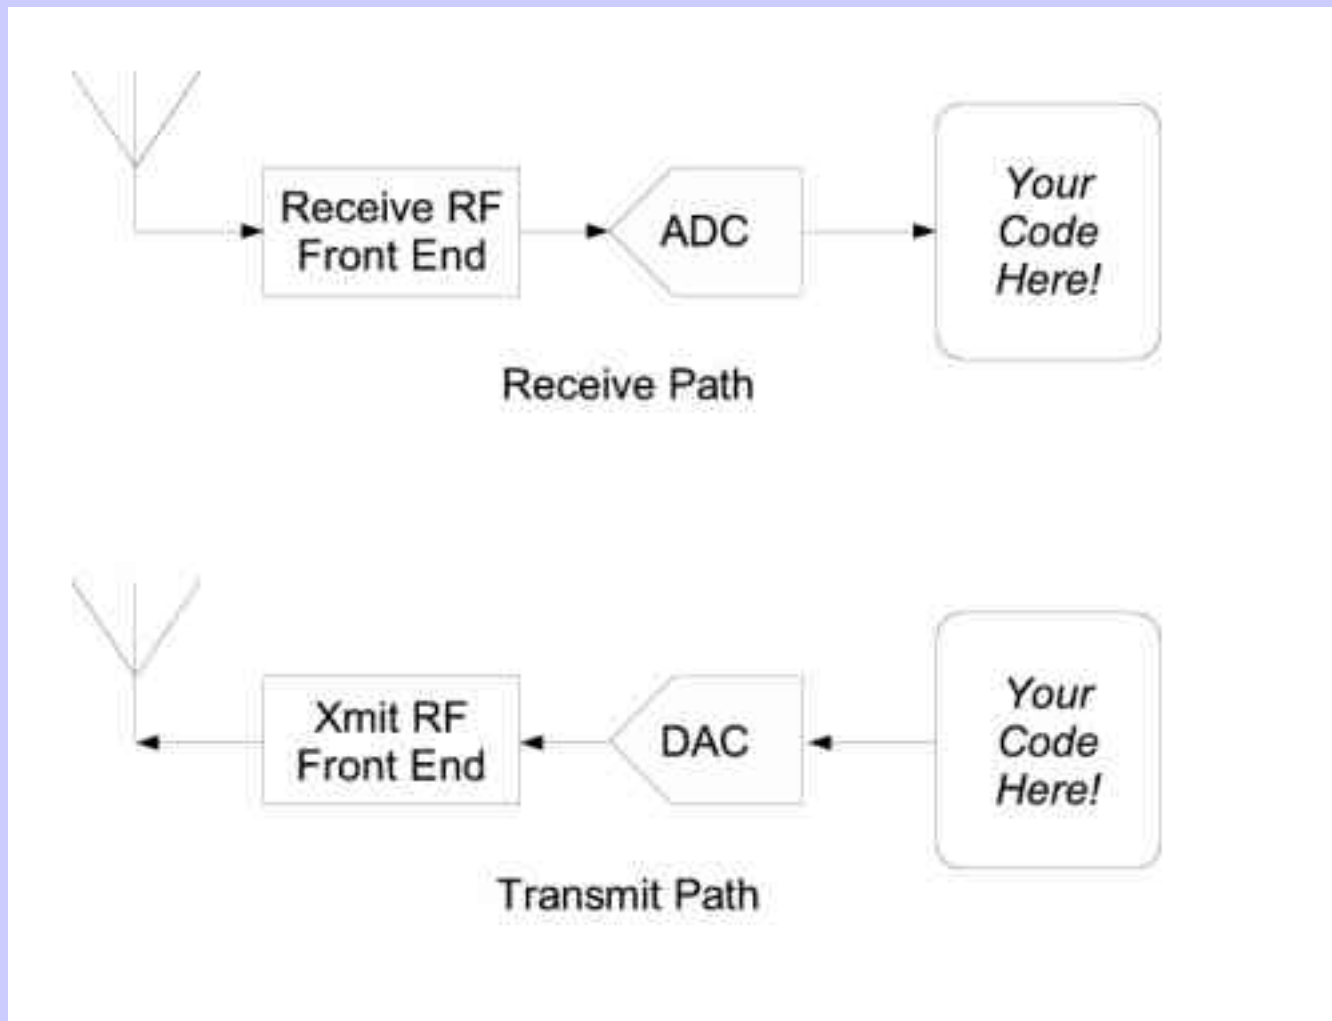 Receive RF
Front End
ADC
Your
Code
Here!
Receive Path
Xmit RF
Front End
DAC
Your
Code
Here!
Transmit Path